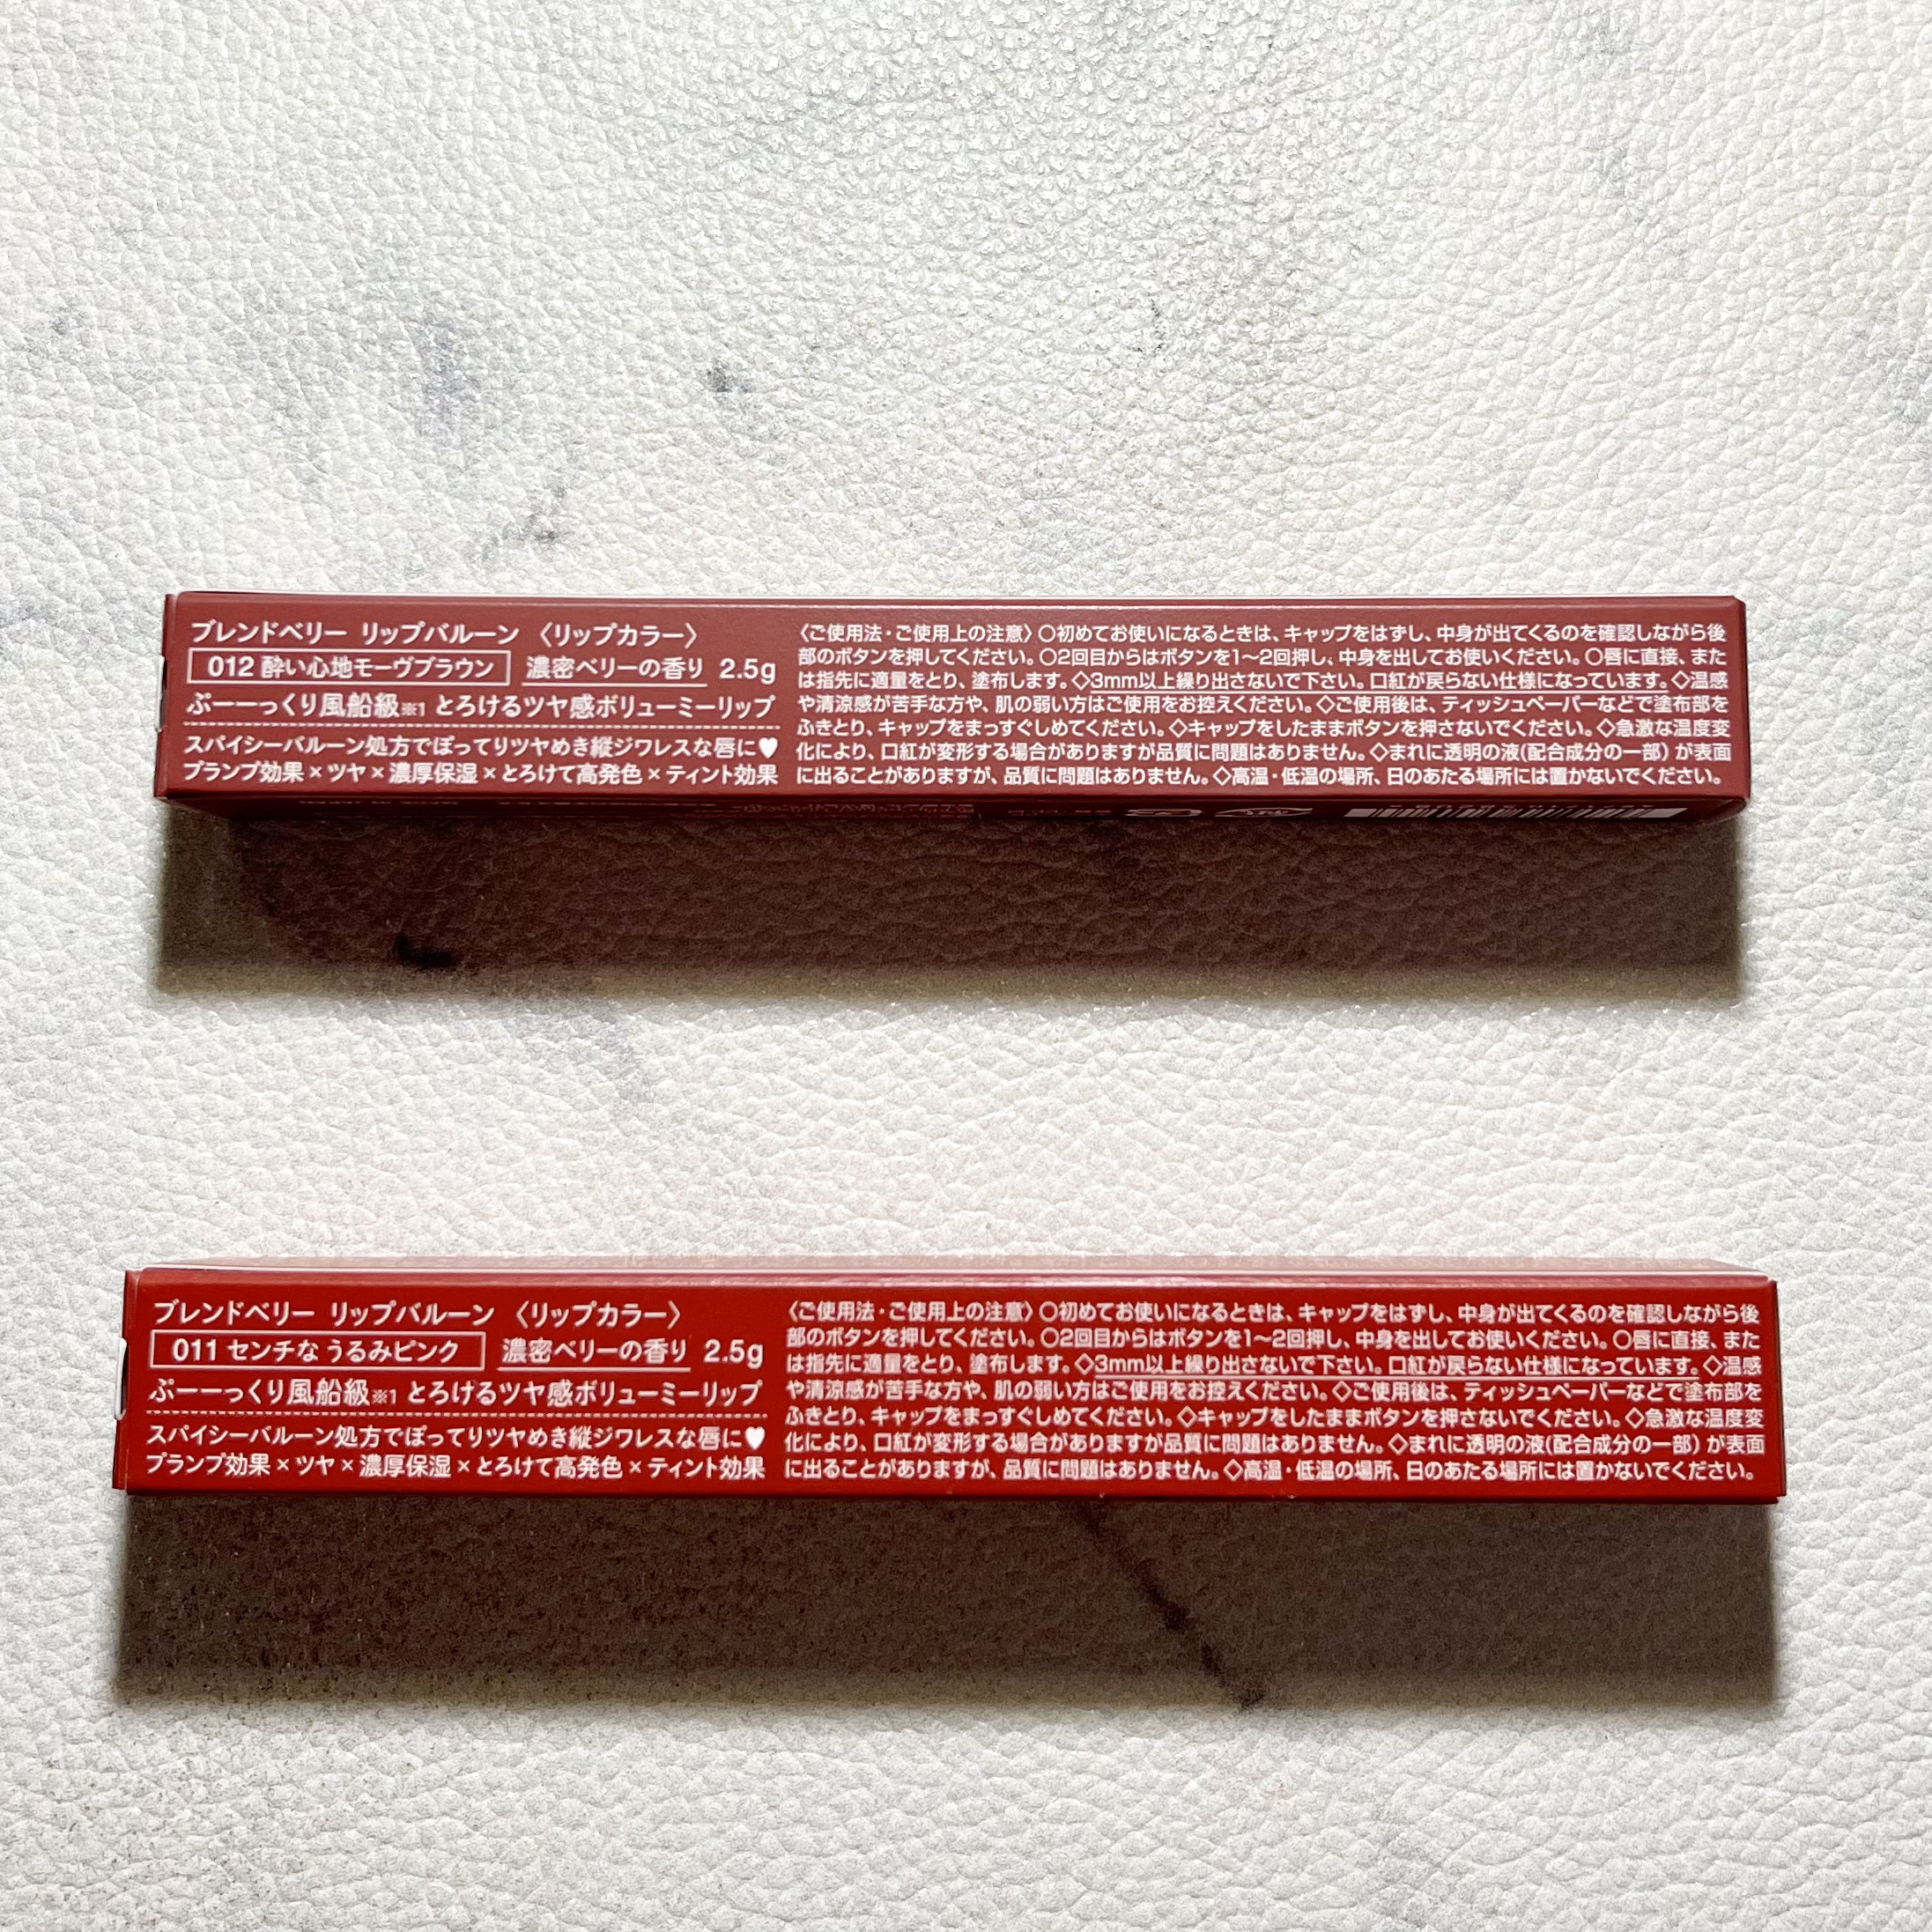 ブレンドベリー リップバルーン 〈リップカラー〉
012 酔い心地モーヴブラウン 濃密ベリーの香り 2.5g
ぷーーっくり風船級※1 とろけるツヤ感ボリューミーリップ
スパイシーバルーン処方でぽってりツヤめき縦ジワレスな唇に♥
プランプ効果×ツヤ×濃厚保湿×とろけて高発色×ティント効果
〈ご使用法・ご使用上の注意〉○初めてお使いになるときは、キャップをはずし、中身が出てくるのを確認しながら後
部のボタンを押してください。○2回目からはボタンを1〜2回押し、中身を出してお使いください。○唇に直接、また
は指先に適量をとり、塗布します。◇3mm以上繰り出さないで下さい。口紅が戻らない仕様になっています。◇温感
や清涼感が苦手な方や、肌の弱い方はご使用をお控えください。◇ご使用後は、ティッシュペーパーなどで塗布部を
ふきとり、キャップをまっすぐしめてください。◇キャップをしたままボタンを押さないでください。◇急激な温度変
化により、口紅が変形する場合がありますが品質に問題はありません。◇まれに透明の液(配合成分の一部)が表面
に出ることがありますが、品質に問題はありません。◇高温・低温の場所、日のあたる場所には置かないでください。
ブレンドベリー リップバルーン 〈リップカラー〉
011 センチな うるみピンク 濃密ベリーの香り 2.5g
ぷーーっくり風船級※1 とろけるツヤ感ボリューミーリップ
スパイシーバルーン処方でぽってりツヤめき縦ジワレスな唇に♥
プランプ効果×ツヤ×濃厚保湿×とろけて高発色×ティント効果
〈ご使用法・ご使用上の注意〉○初めてお使いになるときは、キャップをはずし、中身が出てくるのを確認しながら後
部のボタンを押してください。○2回目からはボタンを1〜2回押し、中身を出してお使いください。○唇に直接、また
は指先に適量をとり、塗布します。◇3mm以上繰り出さないで下さい。口紅が戻らない仕様になっています。◇温感
や清涼感が苦手な方や、肌の弱い方はご使用をお控えください。◇ご使用後は、ティッシュペーパーなどで塗布部を
ふきとり、キャップをまっすぐしめてください。◇キャップをしたままボタンを押さないでください。◇急激な温度変
化により、口紅が変形する場合がありますが品質に問題はありません。◇まれに透明の液(配合成分の一部)が表面
に出ることがありますが、品質に問題はありません。◇高温・低温の場所、日のあたる場所には置かないでください。